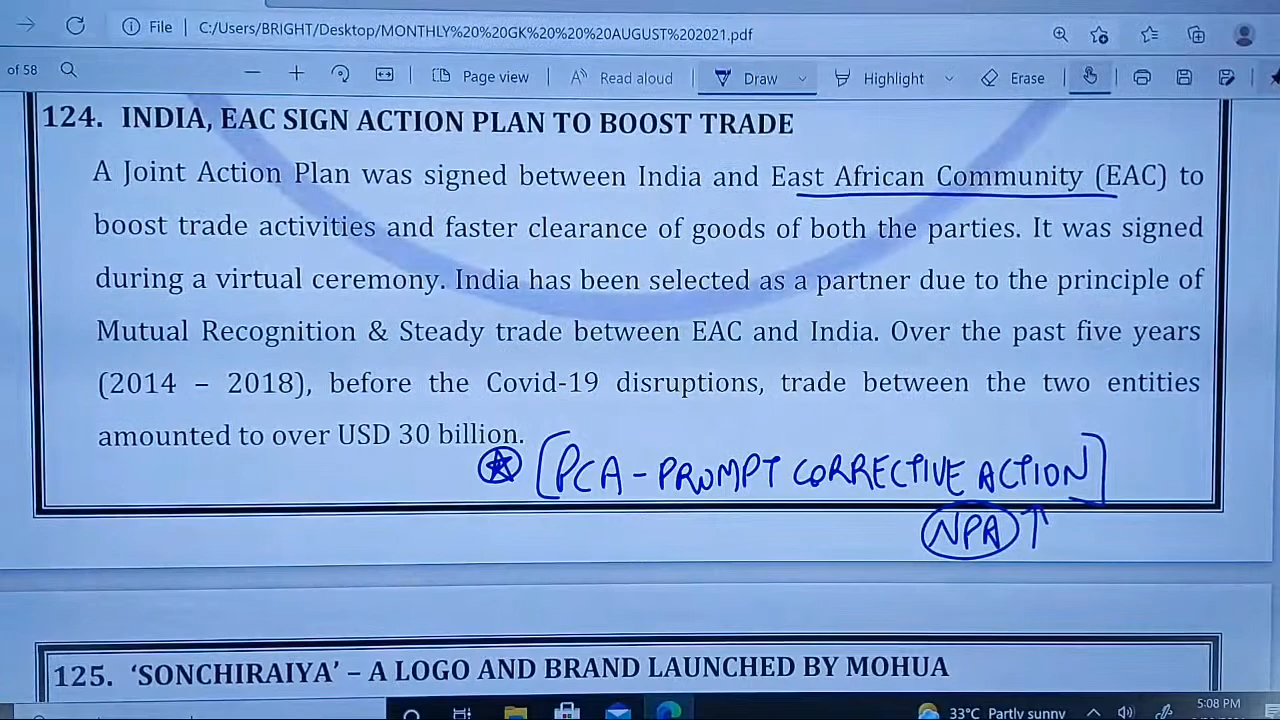 File | C:/Users/BRIGHT/Desktop/MONTHLY%20%20GK%20%20%20AUGUST%202021.pdf
of 58
Page view
Read aloud
Draw
Highlight
Erase
124. INDIA, EAC SIGN ACTION PLAN TO BOOST TRADE
A Joint Action Plan was signed between India and East African Community (EAC) to
boost trade activities and faster clearance of goods of both the parties. It was signed
during a virtual ceremony. India has been selected as a partner due to the principle of
Mutual Recognition & Steady trade between EAC and India. Over the past five years
(2014 – 2018), before the Covid-19 disruptions, trade between the two entities
amounted to over USD 30 billion.
[PCA - PROMPT CORRECTIVE ACTION]
NPA ↑
125. ‘SONCHIRAIYA’ – A LOGO AND BRAND LAUNCHED BY MOHUA
33°C Partly sunny
5:08 PM